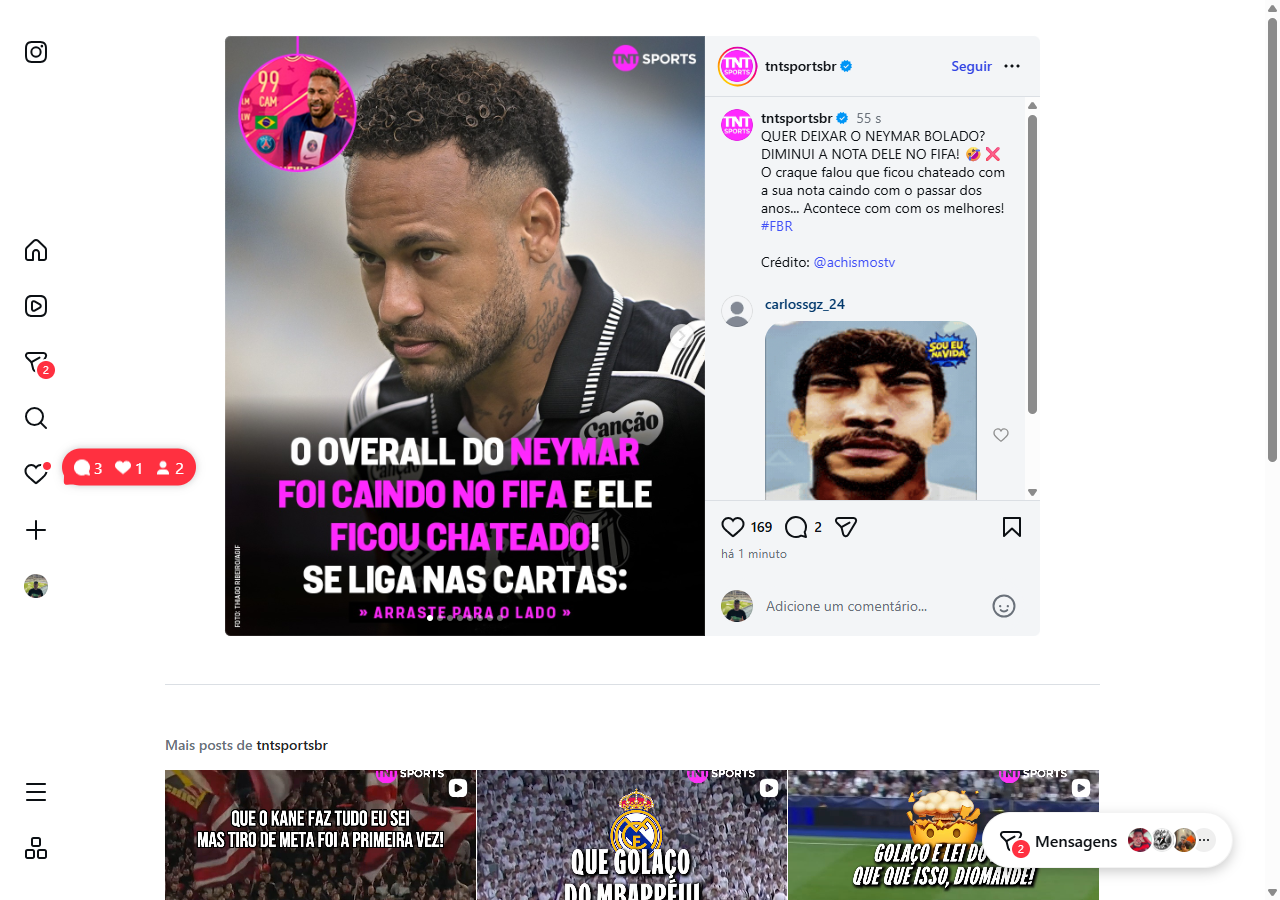 TNT SPORTS
99
CAM
O OVERALL DO NEYMAR
FOI CAINDO NO FIFA E ELE
FICOU CHATEADO!
SE LIGA NAS CARTAS:
» ARRASTE PARA O LADO »
FOTO: THIAGO RIBEIRO/AGIF
Canção
TNT SPORTS
tntsportsbr
Seguir
TNT SPORTS
tntsportsbr 55 s
QUER DEIXAR O NEYMAR BOLADO?
DIMINUI A NOTA DELE NO FIFA! 🤣 ❌
O craque falou que ficou chateado com
a sua nota caindo com o passar dos
anos... Acontece com com os melhores!
#FBR
Crédito: @achismostv
carlossgz_24
SOU EU
NA VIDA
169
2
há 1 minuto
Adicione um comentário...
2
3
1
2
Mais posts de tntsportsbr
TNT SPORTS
QUE O KANE FAZ TUDO EU SEI
MAS TIRO DE META FOI A PRIMEIRA VEZ!
TNT SPORTS
QUE GOLAÇO
DO MBAPPÉ!!!
TNT SPORTS
GOLAÇO E LEI DO
QUE QUE ISSO, DIOMANDE!
2
Mensagens